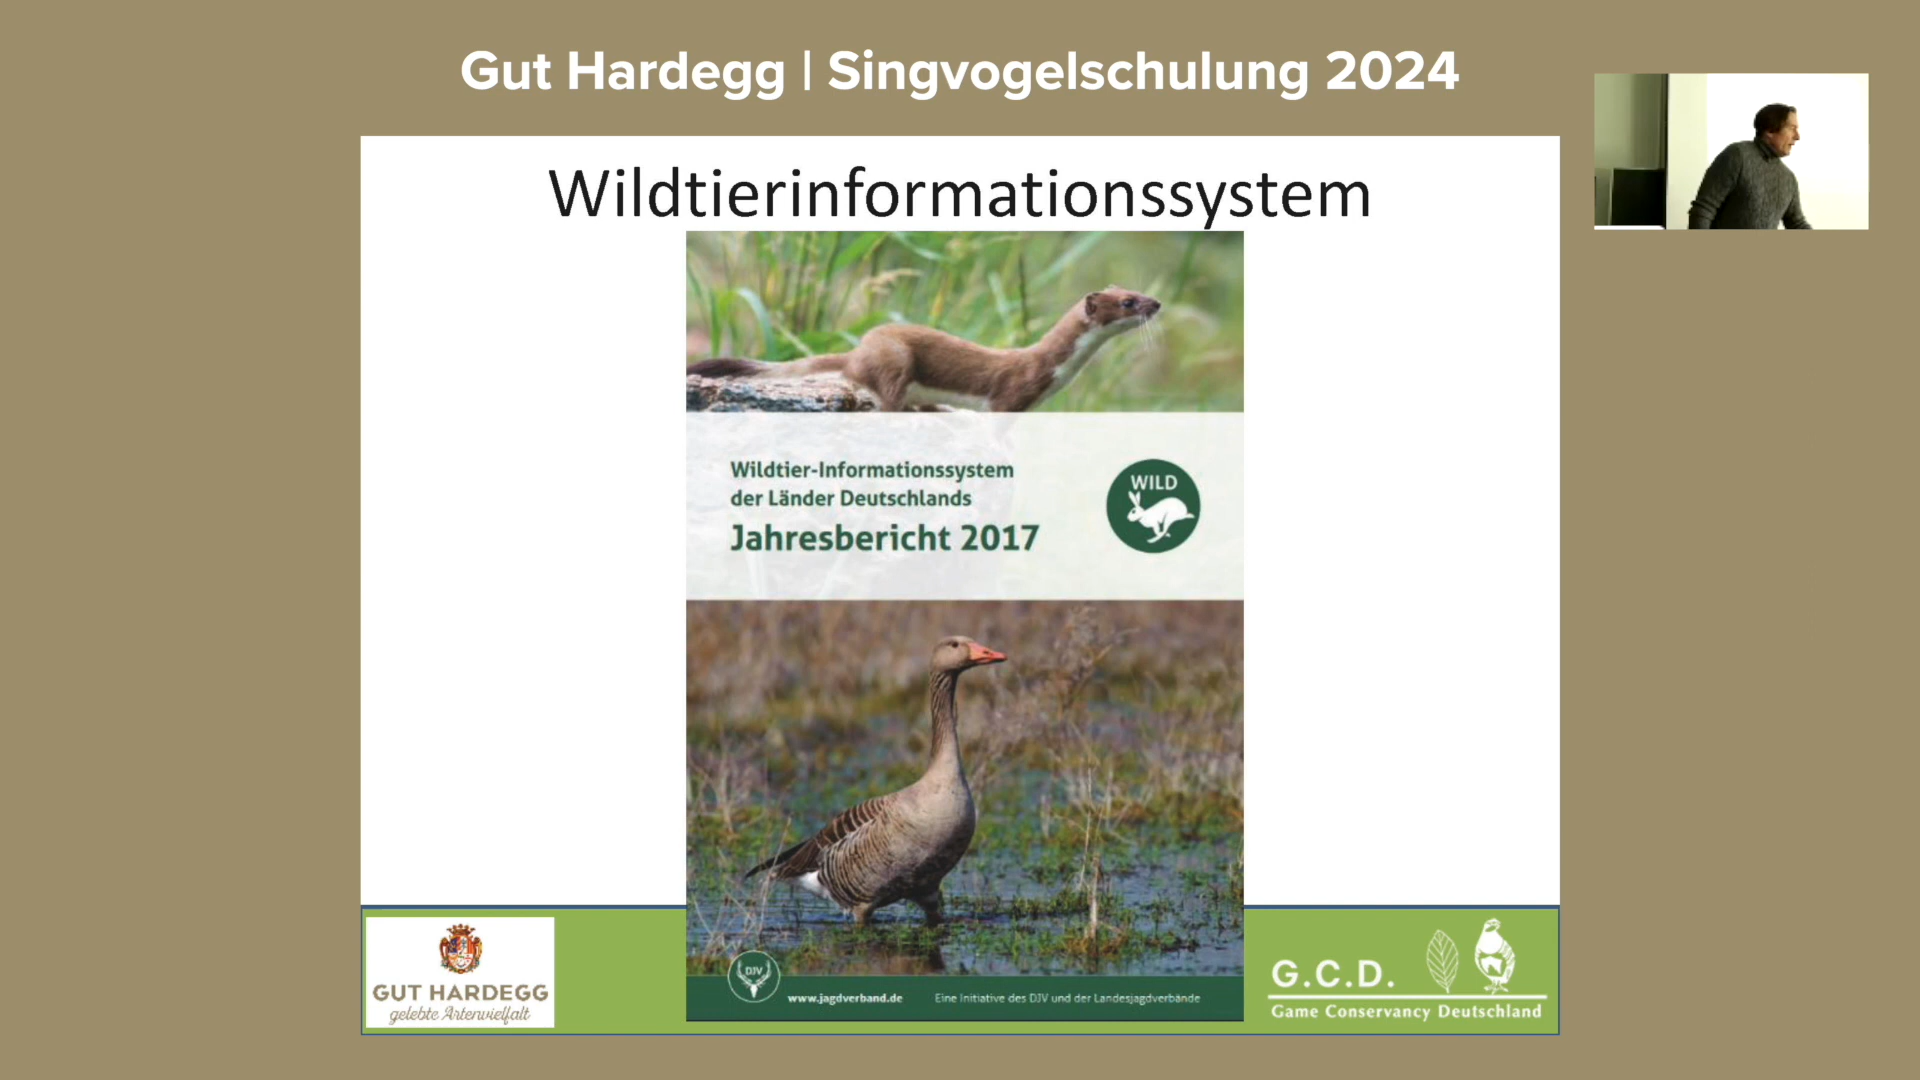 Gut Hardegg | Singvogelschulung 2024
Wildtierinformationssystem
Wildtier-Informationssystem
der Länder Deutschlands
Jahresbericht 2017
WILD
DJV
www.jagdverband.de
Eine Initiative des DJV und der Landesjagdverbände
GUT HARDEGG
gelebte Artenvielfalt
G.C.D.
Game Conservancy Deutschland